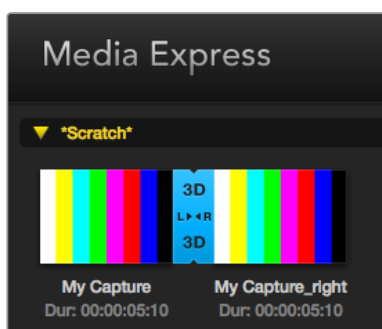 Media Express
*Scratch*
3D
L R
3D
My Capture My Capture_right
Dur: 00:00:05:10 Dur: 00:00:05:10